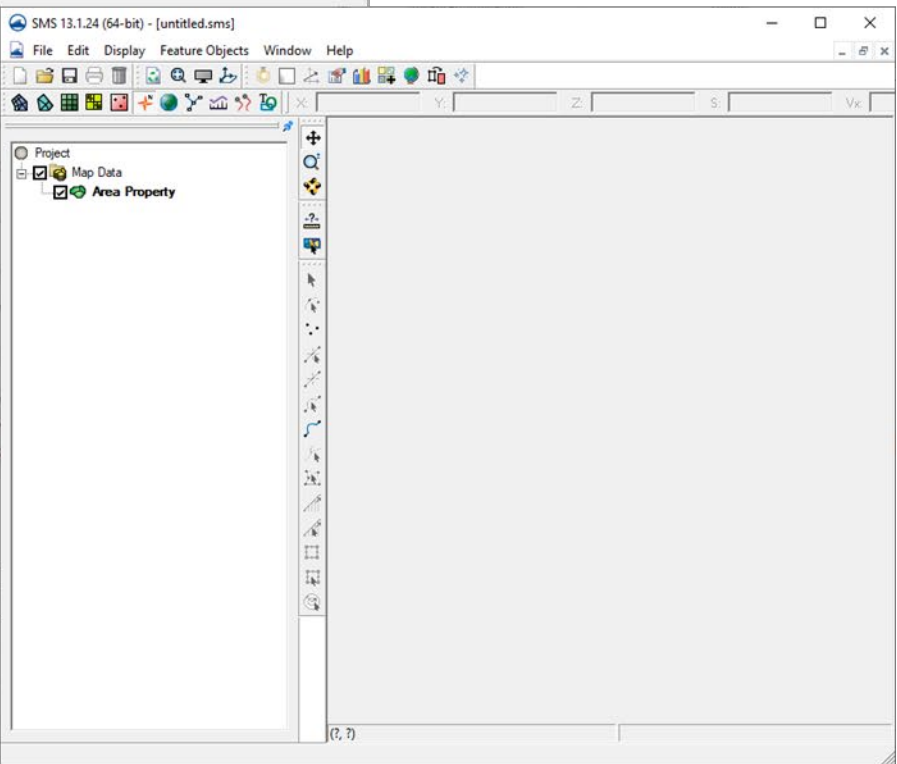 SMS 13.1.24 (64-bit) - [untitled.sms]
File Edit Display Feature Objects Window Help
X: Y: Z: S: Vx:
Project
Map Data
Area Property
-?-
(?, ?)